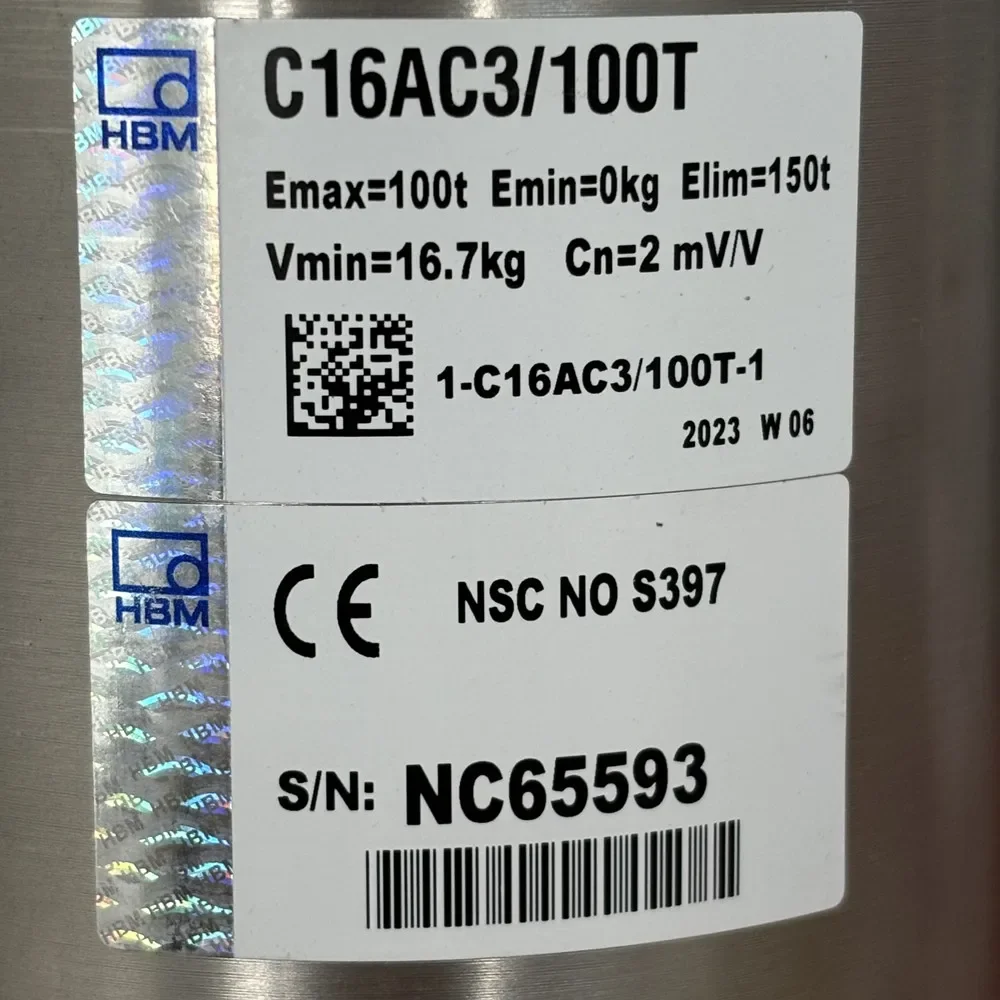 HBM
C16AC3/100T
Emax=100t Emin=0kg Elim=150t
Vmin=16.7kg Cn=2 mV/V
1-C16AC3/100T-1
2023 W 06
HBM
CE NSC NO S397
S/N: NC65593